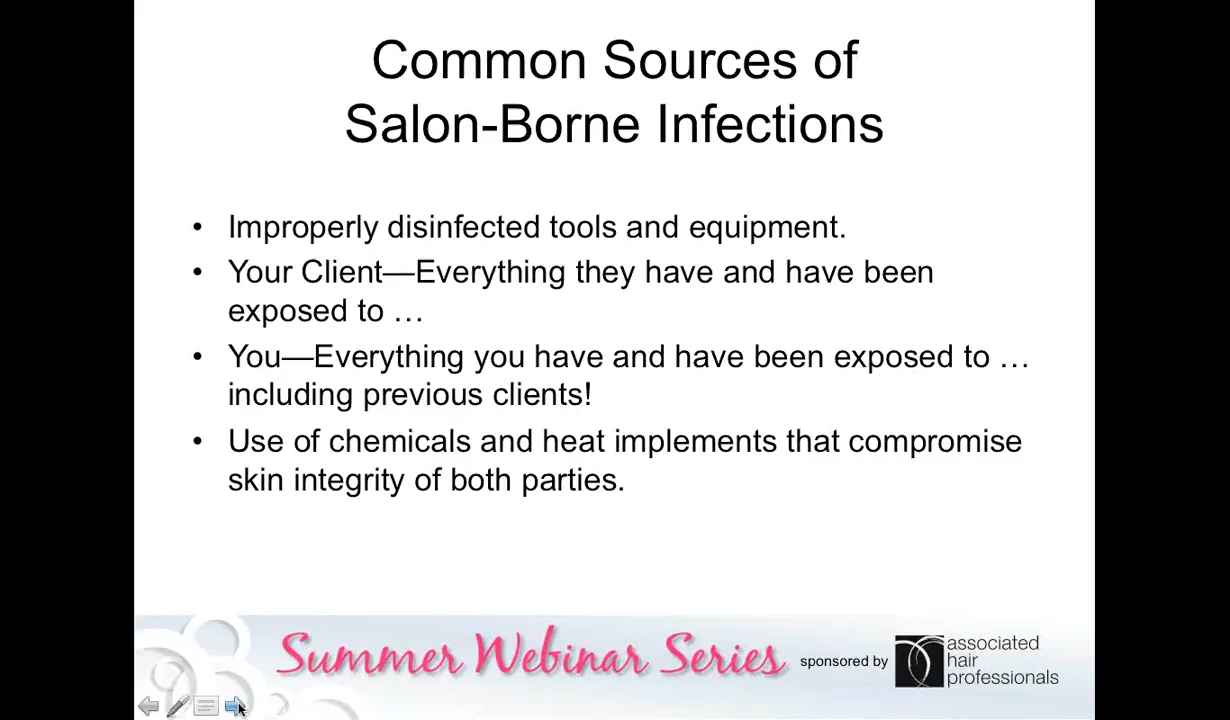 Common Sources of
Salon-Borne Infections
• Improperly disinfected tools and equipment.
• Your Client—Everything they have and have been
exposed to …
• You—Everything you have and have been exposed to …
including previous clients!
• Use of chemicals and heat implements that compromise
skin integrity of both parties.
Summer Webinar Series
sponsored by
associated
hair
professionals